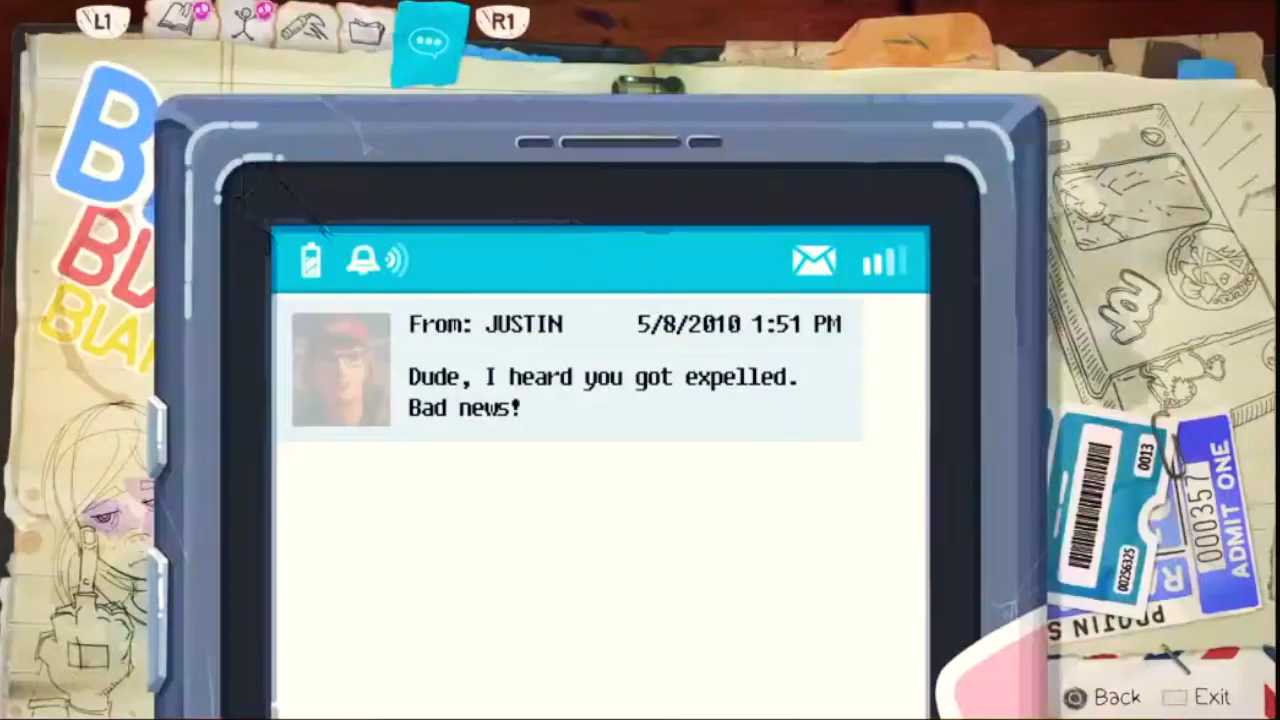 L1
R1
From: JUSTIN 5/8/2010 1:51 PM
Dude, I heard you got expelled.
Bad news!
0013
00256325
000357
ADMIT ONE
Back
Exit